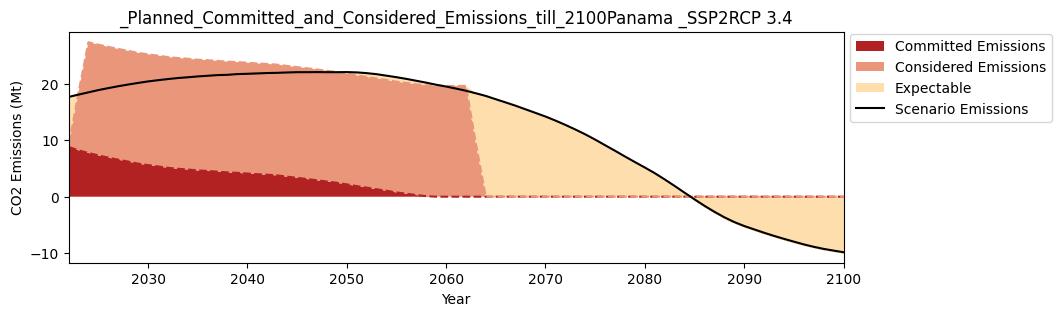 _Planned_Committed_and_Considered_Emissions_till_2100Panama _SSP2RCP 3.4
Committed Emissions
Considered Emissions
Expectable
Scenario Emissions
CO2 Emissions (Mt)
20
10
0
−10
2030 2040 2050 2060 2070 2080 2090 2100
Year